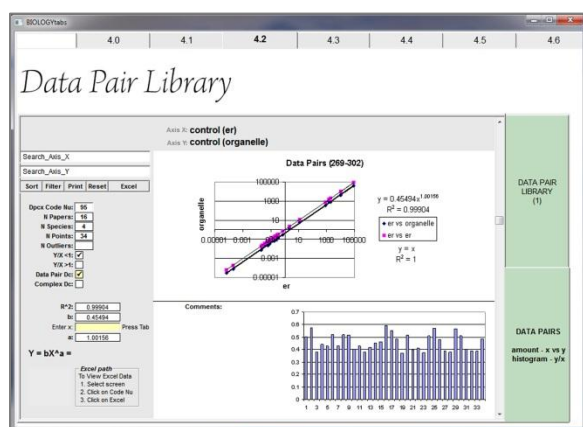 BIOLOGYtabs
4.0 4.1 4.2 4.3 4.4 4.5 4.6
Data Pair Library
Axis X: control (er)
Axis Y: control (organelle)
Search_Axis_X
Search_Axis_Y
Sort Filter Print Reset Excel
Dpcx Code Nu:
N Papers: 16
N Species: 4
N Points: 34
N Outliers:
Y/X <1:
Y/X >1:
Data Pair Dc:
Complex Dc:
R^2: 0.99904
b: 0.45494
Enter x: Press Tab
a: 1.00156
Y = bX^a =
Excel path
To View Excel Data
1. Select screen
2. Click on Code Nu
3. Click on Excel
Data Pairs (269-302)
organelle
100000
1000
10
0.00001 0.001 0.1 10 1000 100000
0.001
0.00001
er
y = 0.45494x^1.00156
R² = 0.99904
er vs organelle
er vs er
y = x
R² = 1
Comments:
0.7
0.6
0.5
0.4
0.3
0.2
0.1
0
1 3 5 7 9 11 13 15 17 19 21 23 25 27 29 31 33
DATA PAIR
LIBRARY
(1)
DATA PAIRS
amount - x vs y
histogram - y/x